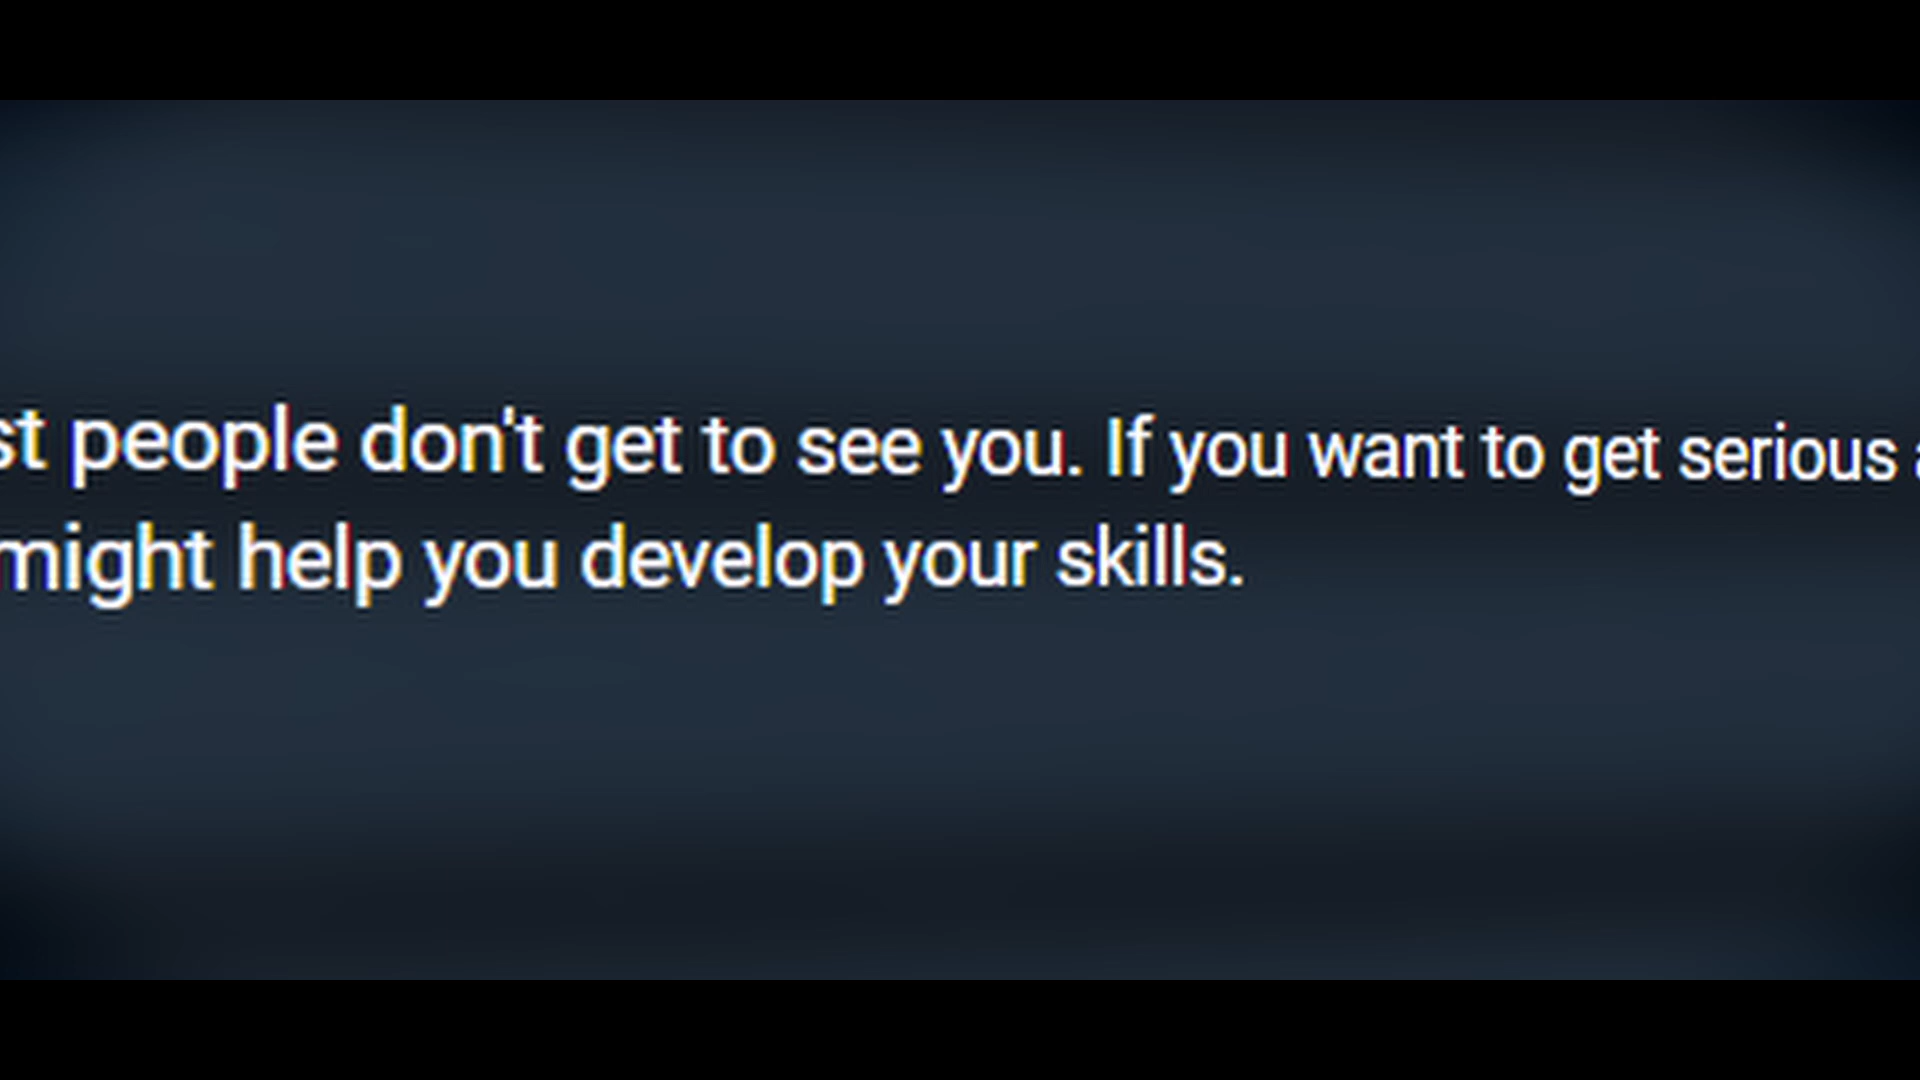 people don't get to see you. If you want to get serious
might help you develop your skills.